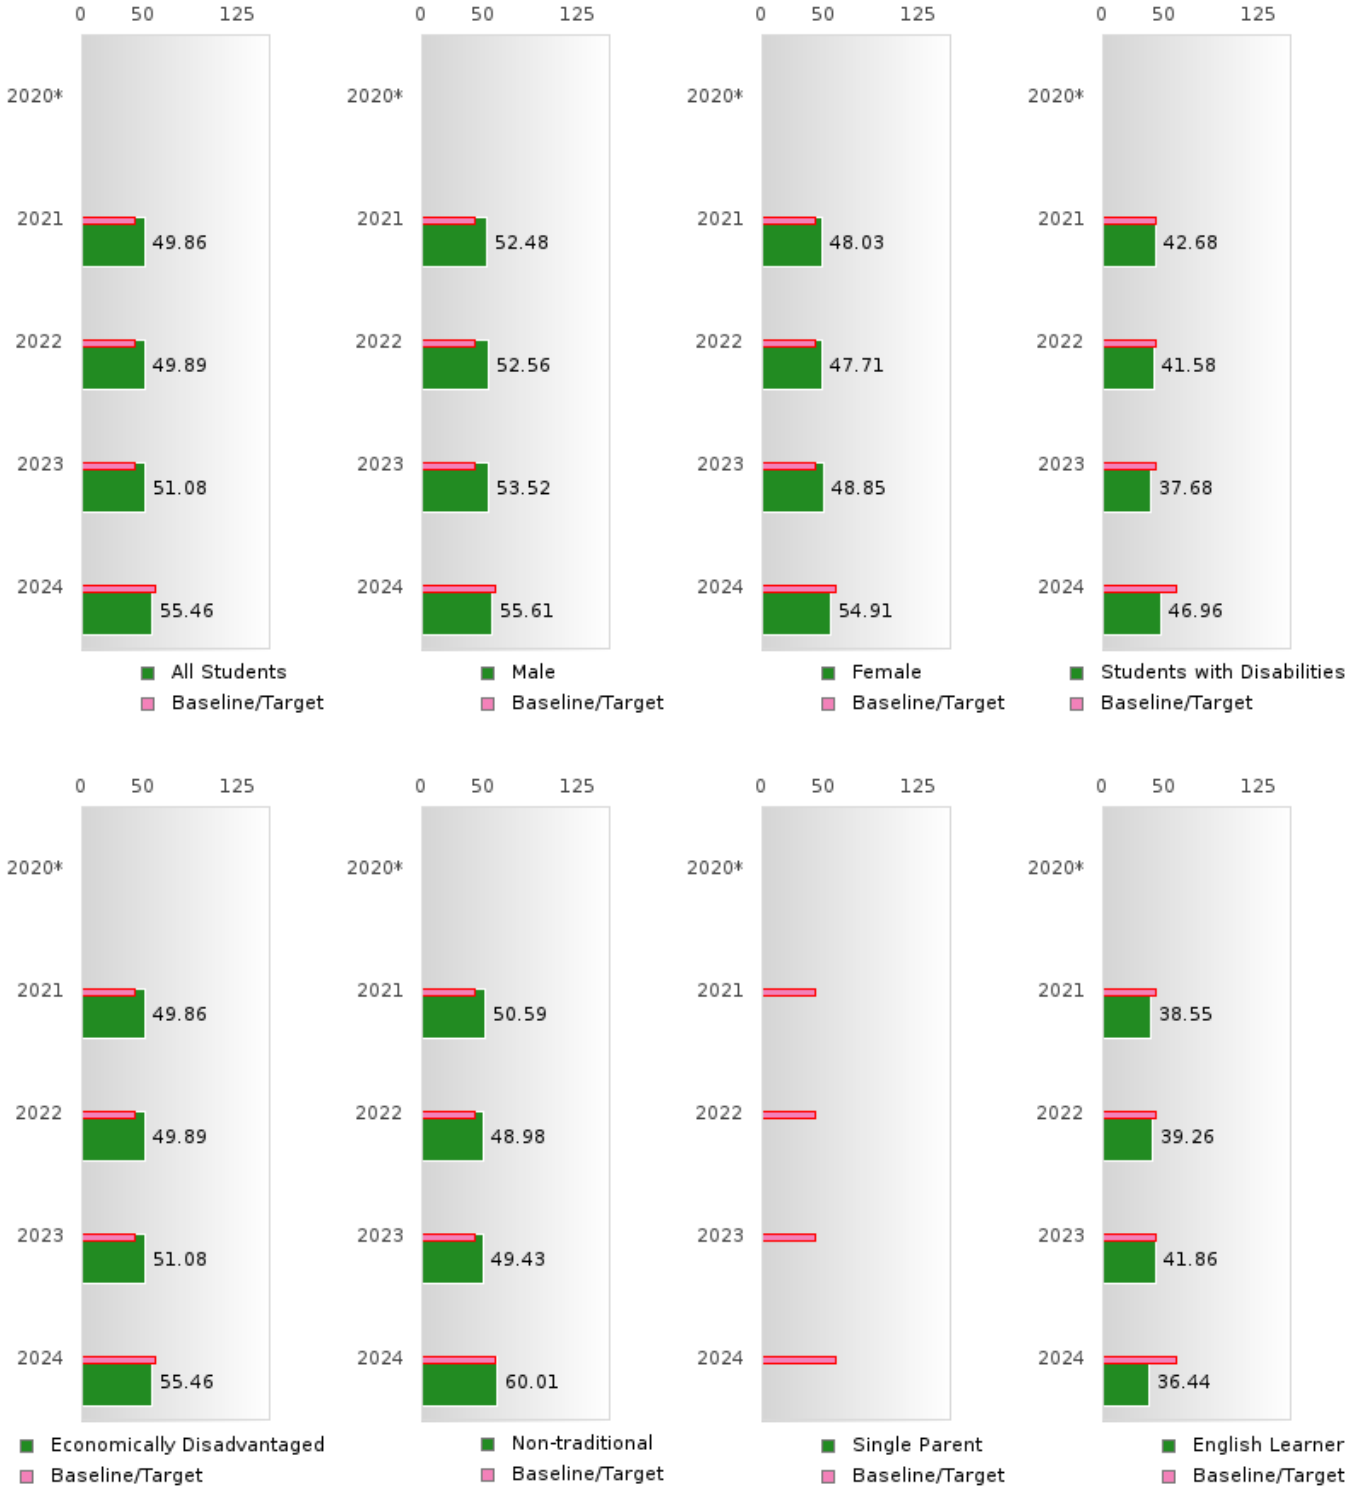 0 50 125 0 50 125 0 50 125 0 50 125
2020* 2020* 2020* 2020*
2021 2021 2021 2021
49.86 52.48 48.03 42.68
2022 2022 2022 2022
49.89 52.56 47.71 41.58
2023 2023 2023 2023
51.08 53.52 48.85 37.68
2024 2024 2024 2024
55.46 55.61 54.91 46.96
All Students Male Female Students with Disabilities
Baseline/Target Baseline/Target Baseline/Target Baseline/Target
0 50 125 0 50 125 0 50 125 0 50 125
2020* 2020* 2020* 2020*
2021 2021 2021 2021
49.86 50.59 38.55
2022 2022 2022 2022
49.89 48.98 39.26
2023 2023 2023 2023
51.08 49.43 41.86
2024 2024 2024 2024
55.46 60.01 36.44
Economically Disadvantaged Non-traditional Single Parent English Learner
Baseline/Target Baseline/Target Baseline/Target Baseline/Target